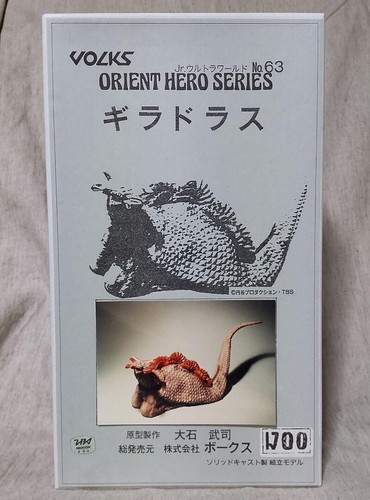 VOLKS
Jr.ウルトラワールド No.63
ORIENT HERO SERIES
ギラドラス
©円谷プロダクション・TBS
原型製作 大石 武司
総発売元 株式会社 ボークス
1,700
ソリッドキャスト製 組立モデル